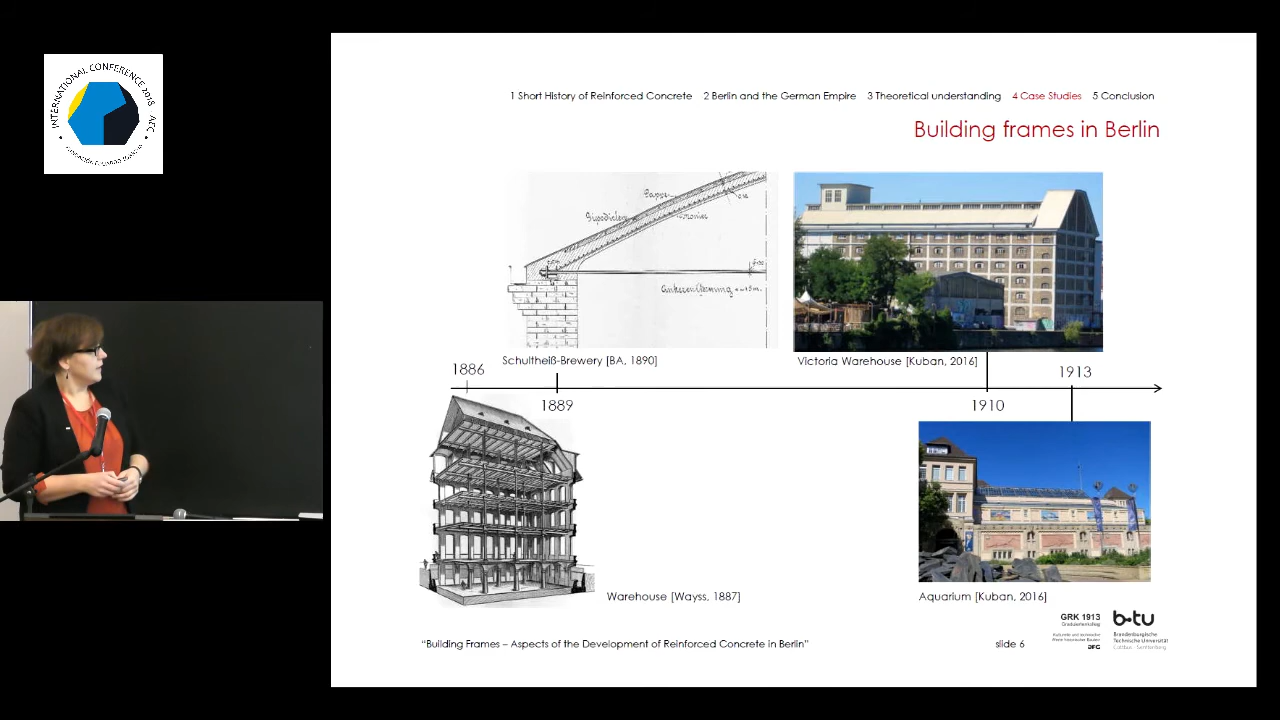 INTERNATIONAL CONFERENCE 2018 · AEC ·
1 Short History of Reinforced Concrete 2 Berlin and the German Empire 3 Theoretical understanding 4 Case Studies 5 Conclusion
Building frames in Berlin
Pappe
Schultheiß-Brewery [BA, 1890]
Victoria Warehouse [Kuban, 2016]
1886
1913
1889
1910
Warehouse [Wayss, 1887]
Aquarium [Kuban, 2016]
GRK 1913
Graduiertenkolleg
DFG
b-tu
Brandenburgische
Technische Universität
Cottbus - Senftenberg
"Building Frames – Aspects of the Development of Reinforced Concrete in Berlin"
slide 6